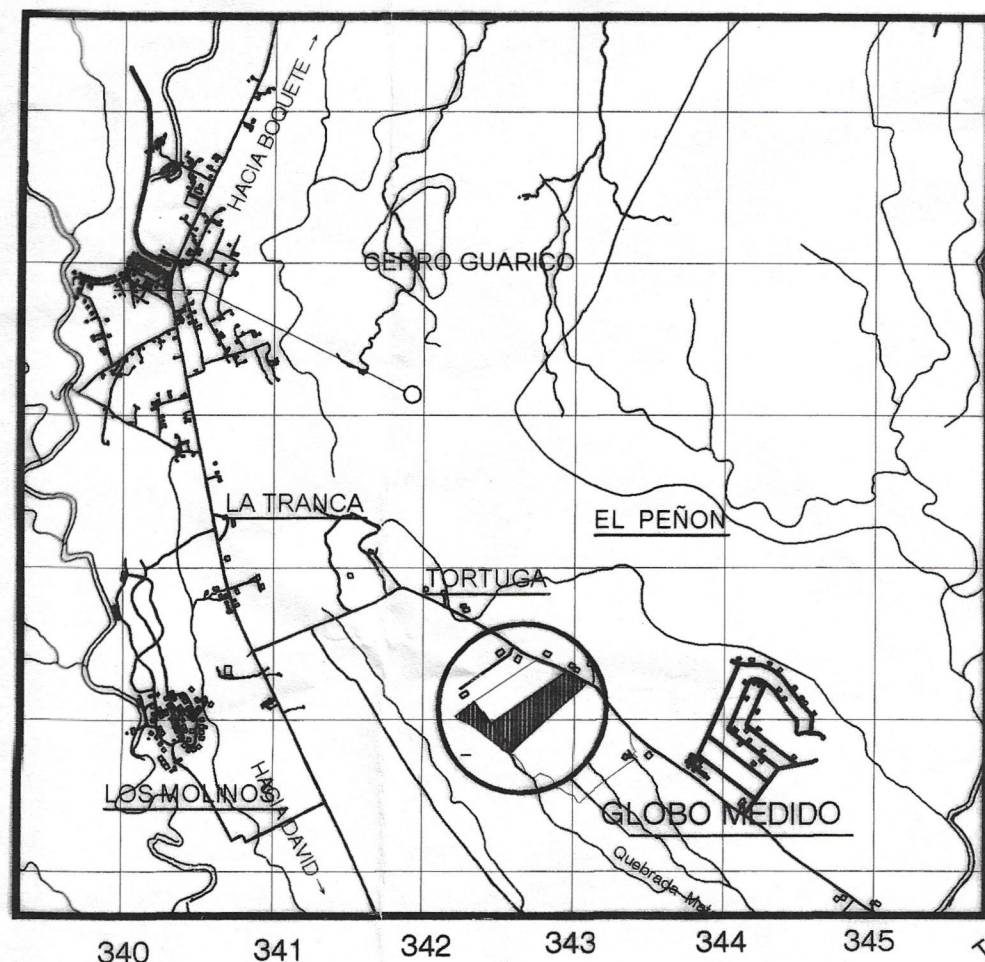 HACIA BOQUETE →
CERRO GUARICO
LA TRANCA
EL PEÑON
TORTUGA
LOS MOLINOS
HACIA DAVID →
GLOBO MEDIDO
Quebrada
340 341 342 343 344 345